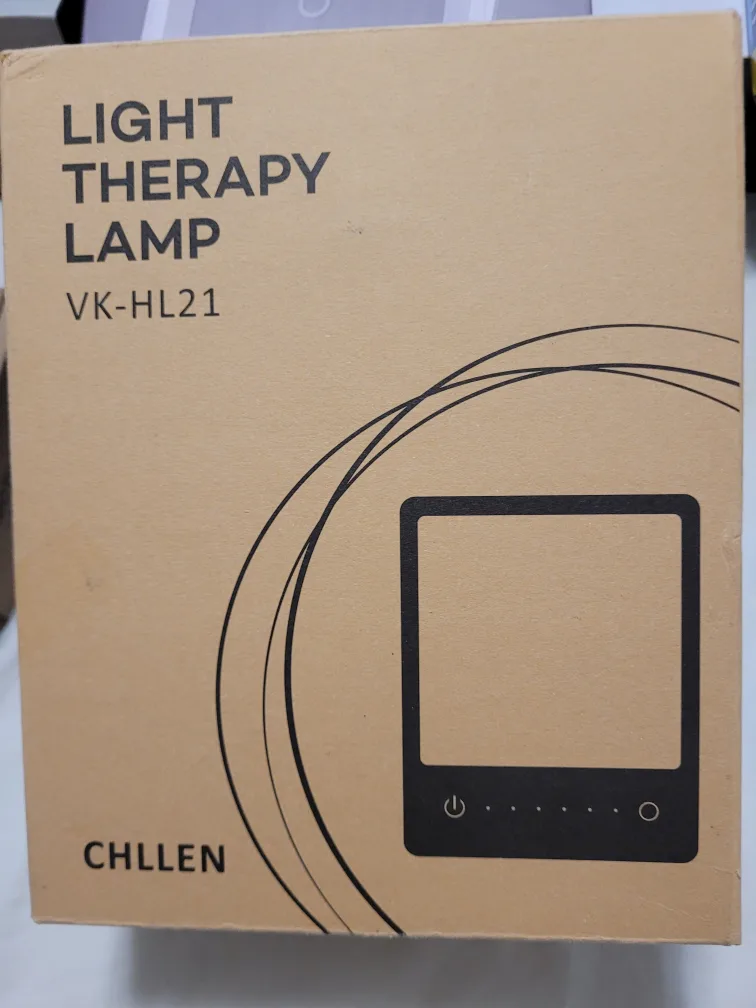 LIGHT
THERAPY
LAMP
VK-HL21
CHLLEN